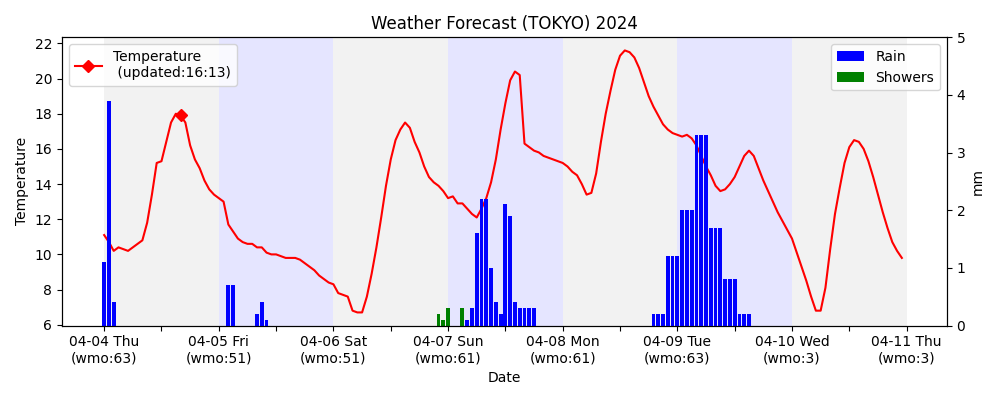 Weather Forecast (TOKYO) 2024
Temperature
(updated:16:13)
Rain
Showers
Temperature
22
20
18
16
14
12
10
8
6
5
4
3
2
1
0
mm
04-04 Thu
(wmo:63)
04-05 Fri
(wmo:51)
04-06 Sat
(wmo:51)
04-07 Sun
(wmo:61)
04-08 Mon
(wmo:61)
04-09 Tue
(wmo:63)
04-10 Wed
(wmo:3)
04-11 Thu
(wmo:3)
Date